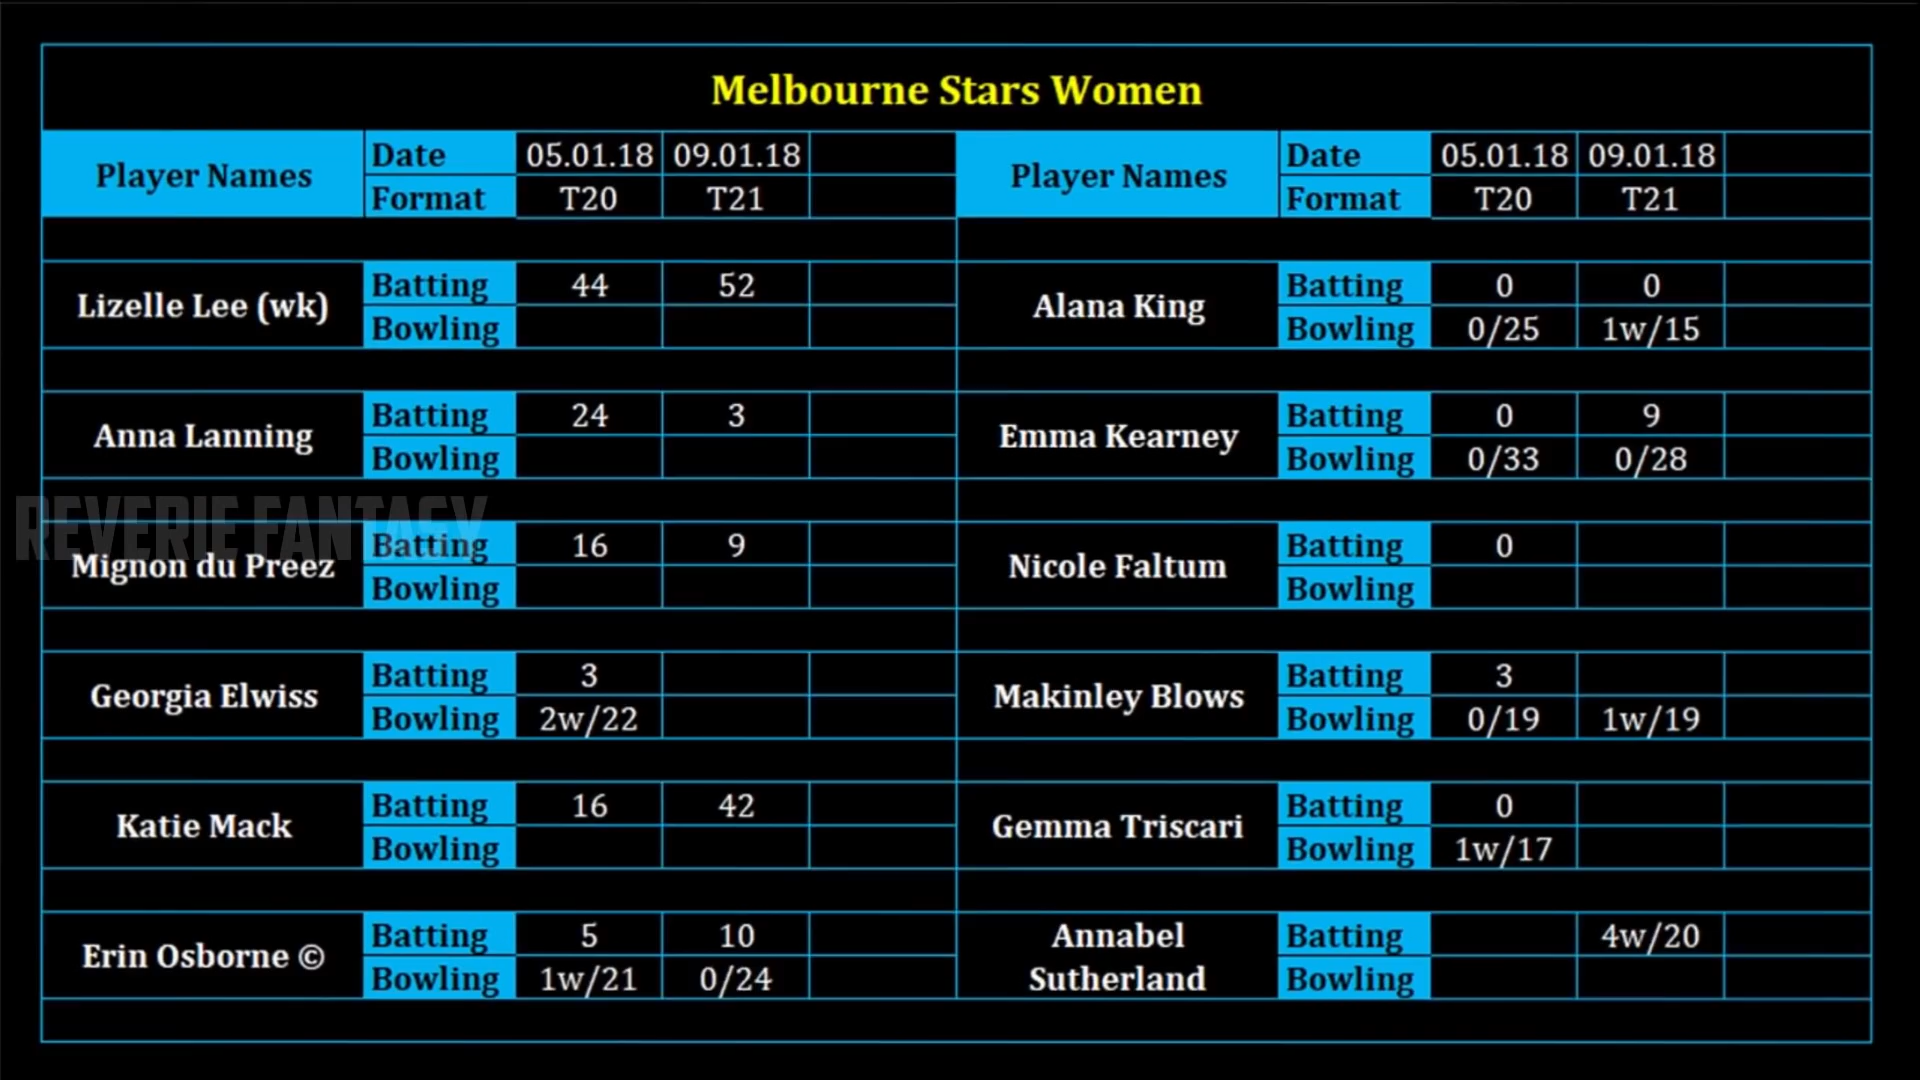 Melbourne Stars Women
Player Names Date 05.01.18 09.01.18 Player Names Date 05.01.18 09.01.18
Format T20 T21 Format T20 T21
Lizelle Lee (wk) Batting 44 52 Alana King Batting 0 0
Bowling Bowling 0/25 1w/15
Anna Lanning Batting 24 3 Emma Kearney Batting 0 9
Bowling Bowling 0/33 0/28
REVERIE FANTASY
Mignon du Preez Batting 16 9 Nicole Faltum Batting 0
Bowling Bowling
Georgia Elwiss Batting 3 Makinley Blows Batting 3
Bowling 2w/22 Bowling 0/19 1w/19
Katie Mack Batting 16 42 Gemma Triscari Batting 0
Bowling Bowling 1w/17
Erin Osborne © Batting 5 10 Annabel Batting 4w/20
Bowling 1w/21 0/24 Sutherland Bowling